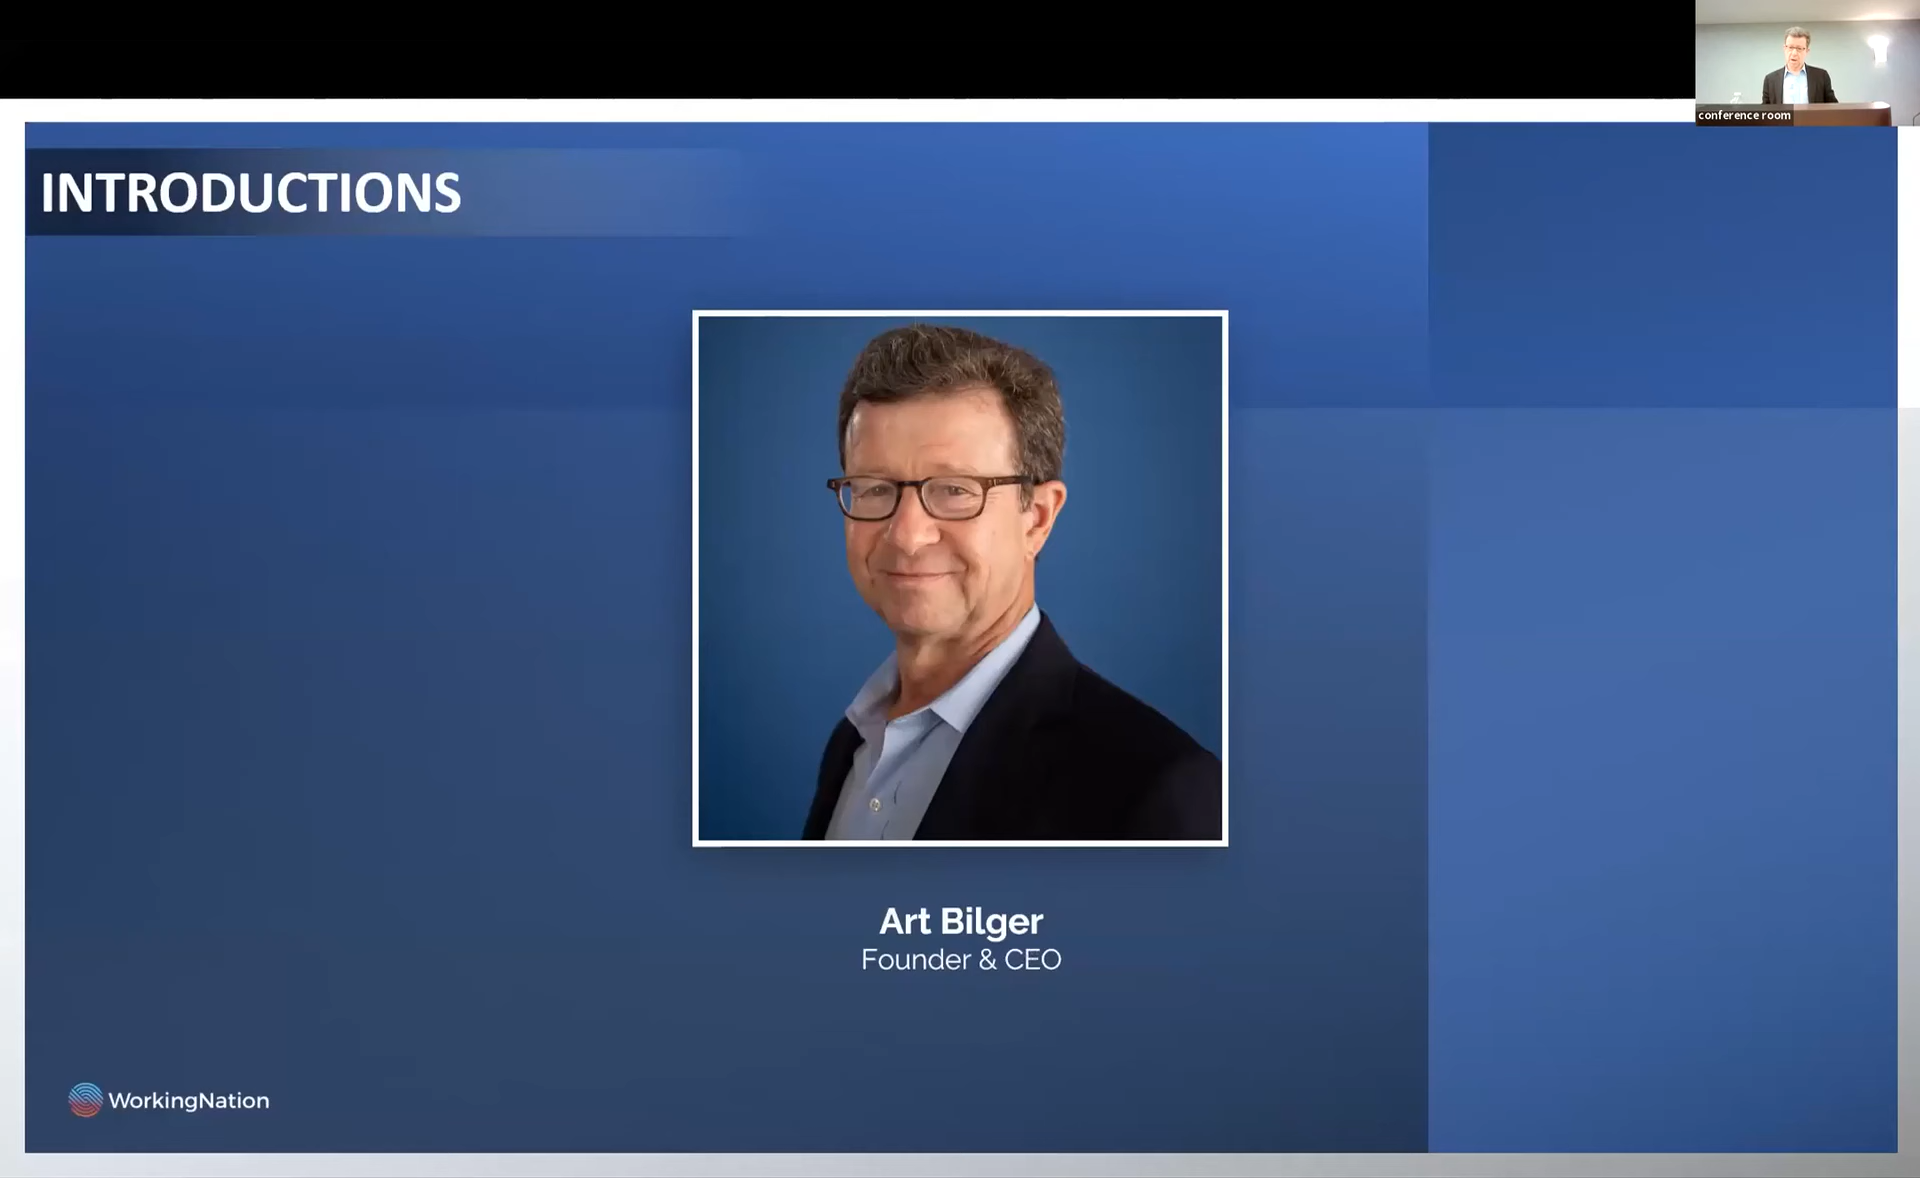 conference room
INTRODUCTIONS
Art Bilger
Founder & CEO
WorkingNation